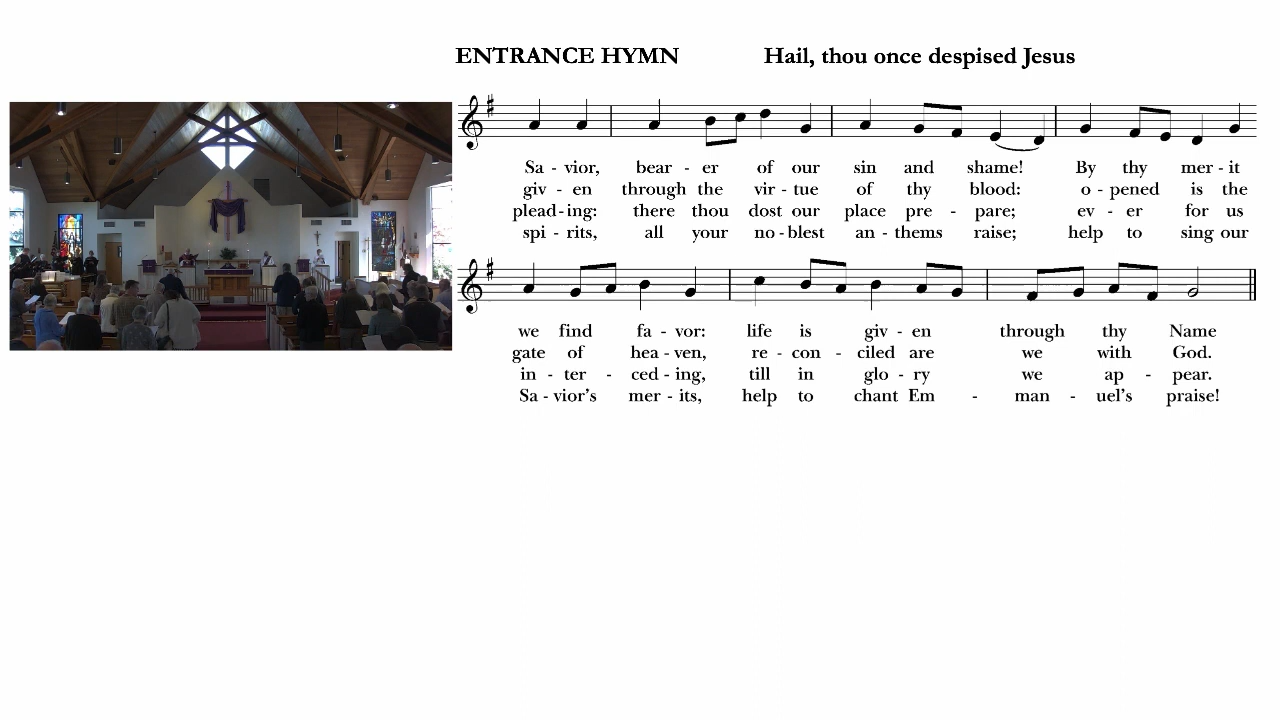 ENTRANCE HYMN Hail, thou once despised Jesus
Sa - vior, bear - er of our sin and shame! By thy mer - it
giv - en through the vir - tue of thy blood: o - pened is the
plead - ing: there thou dost our place pre - pare; ev - er for us
spi - rits, all your no - blest an - thems raise; help to sing our
we find fa - vor: life is giv - en through thy Name
gate of hea - ven, re - con - ciled are we with God.
in - ter - ced - ing, till in glo - ry we ap - pear.
Sa - vior's mer - its, help to chant Em - man - uel's praise!